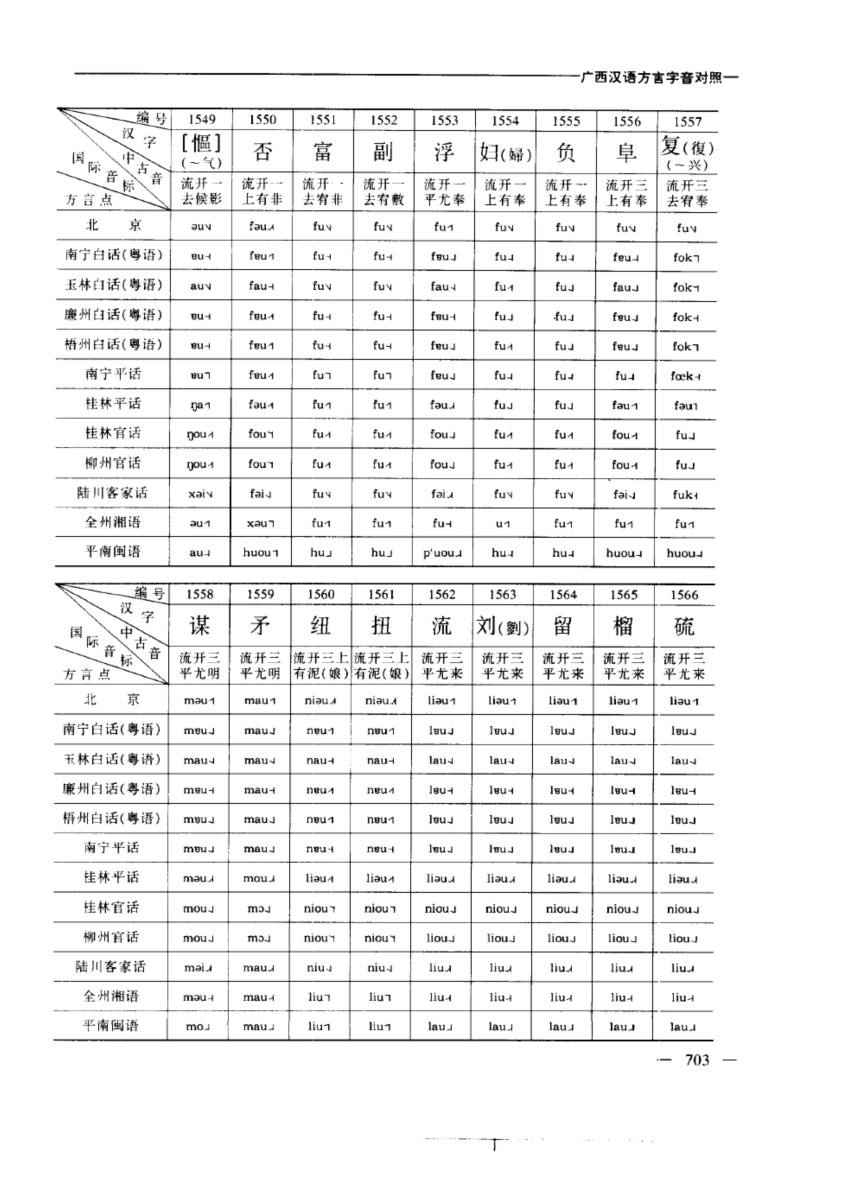 广西汉语方言字音对照
编号 1549 1550 1551 1552 1553 1554 1555 1556 1557
汉字 [慪](～气) 否 富 副 浮 妇(婦) 负 阜 复(復)(～兴)
国际音标 中古音 流开一 流开一 流开一 流开一 流开一 流开一 流开一 流开三 流开三
方言点 去候影 上有非 去宥非 去宥敷 平尤奉 上有奉 上有奉 上有奉 去宥奉
北京 əu fəu fu fu fu fu fu fu fu
南宁白话(粤语) ɐu fɐu fu fu fɐu fu fu fɐu fok
玉林白话(粤语) au fau fu fu fau fu fu fau fok
廉州白话(粤语) ɐu fɐu fu fu fɐu fu fu fɐu fok
梧州白话(粤语) ɐu fɐu fu fu fɐu fu fu fɐu fok
南宁平话 ɐu fɐu fu fu fɐu fu fu fu fœk
桂林平话 ŋa fəu fu fu fəu fu fu fəu fəu
桂林官话 ŋou fou fu fu fou fu fu fou fu
柳州官话 ŋou fou fu fu fou fu fu fou fu
陆川客家话 xəi fəi fu fu fəi fu fu fəi fuk
全州湘语 əu xəu fu fu fu u fu fu fu
平南闽语 au huou hu hu p'uou hu hu huou huou
编号 1558 1559 1560 1561 1562 1563 1564 1565 1566
汉字 谋 矛 纽 扭 流 刘(劉) 留 榴 硫
国际音标 中古音 流开三 流开三 流开三上 流开三上 流开三 流开三 流开三 流开三 流开三
方言点 平尤明 平尤明 有泥(娘) 有泥(娘) 平尤来 平尤来 平尤来 平尤来 平尤来
北京 məu mau niəu niəu liəu liəu liəu liəu liəu
南宁白话(粤语) mɐu mau nɐu nɐu lɐu lɐu lɐu lɐu lɐu
玉林白话(粤语) mau mau nau nau lau lau lau lau lau
廉州白话(粤语) mɐu mau nɐu nɐu lɐu lɐu lɐu lɐu lɐu
梧州白话(粤语) mɐu mau nɐu nɐu lɐu lɐu lɐu lɐu lɐu
南宁平话 mɐu mau nɐu nɐu lɐu lɐu lɐu lɐu lɐu
桂林平话 məu mɑu liəu liəu liəu liəu liəu liəu liəu
桂林官话 mou mɔ niou niou niou niou niou niou niou
柳州官话 mou mɔ niou niou liou liou liou liou liou
陆川客家话 məi mau niu niu liu liu liu liu liu
全州湘语 məu mau liu liu liu liu liu liu liu
平南闽语 mo mau liu liu lau lau lau lau lau
— 703 —